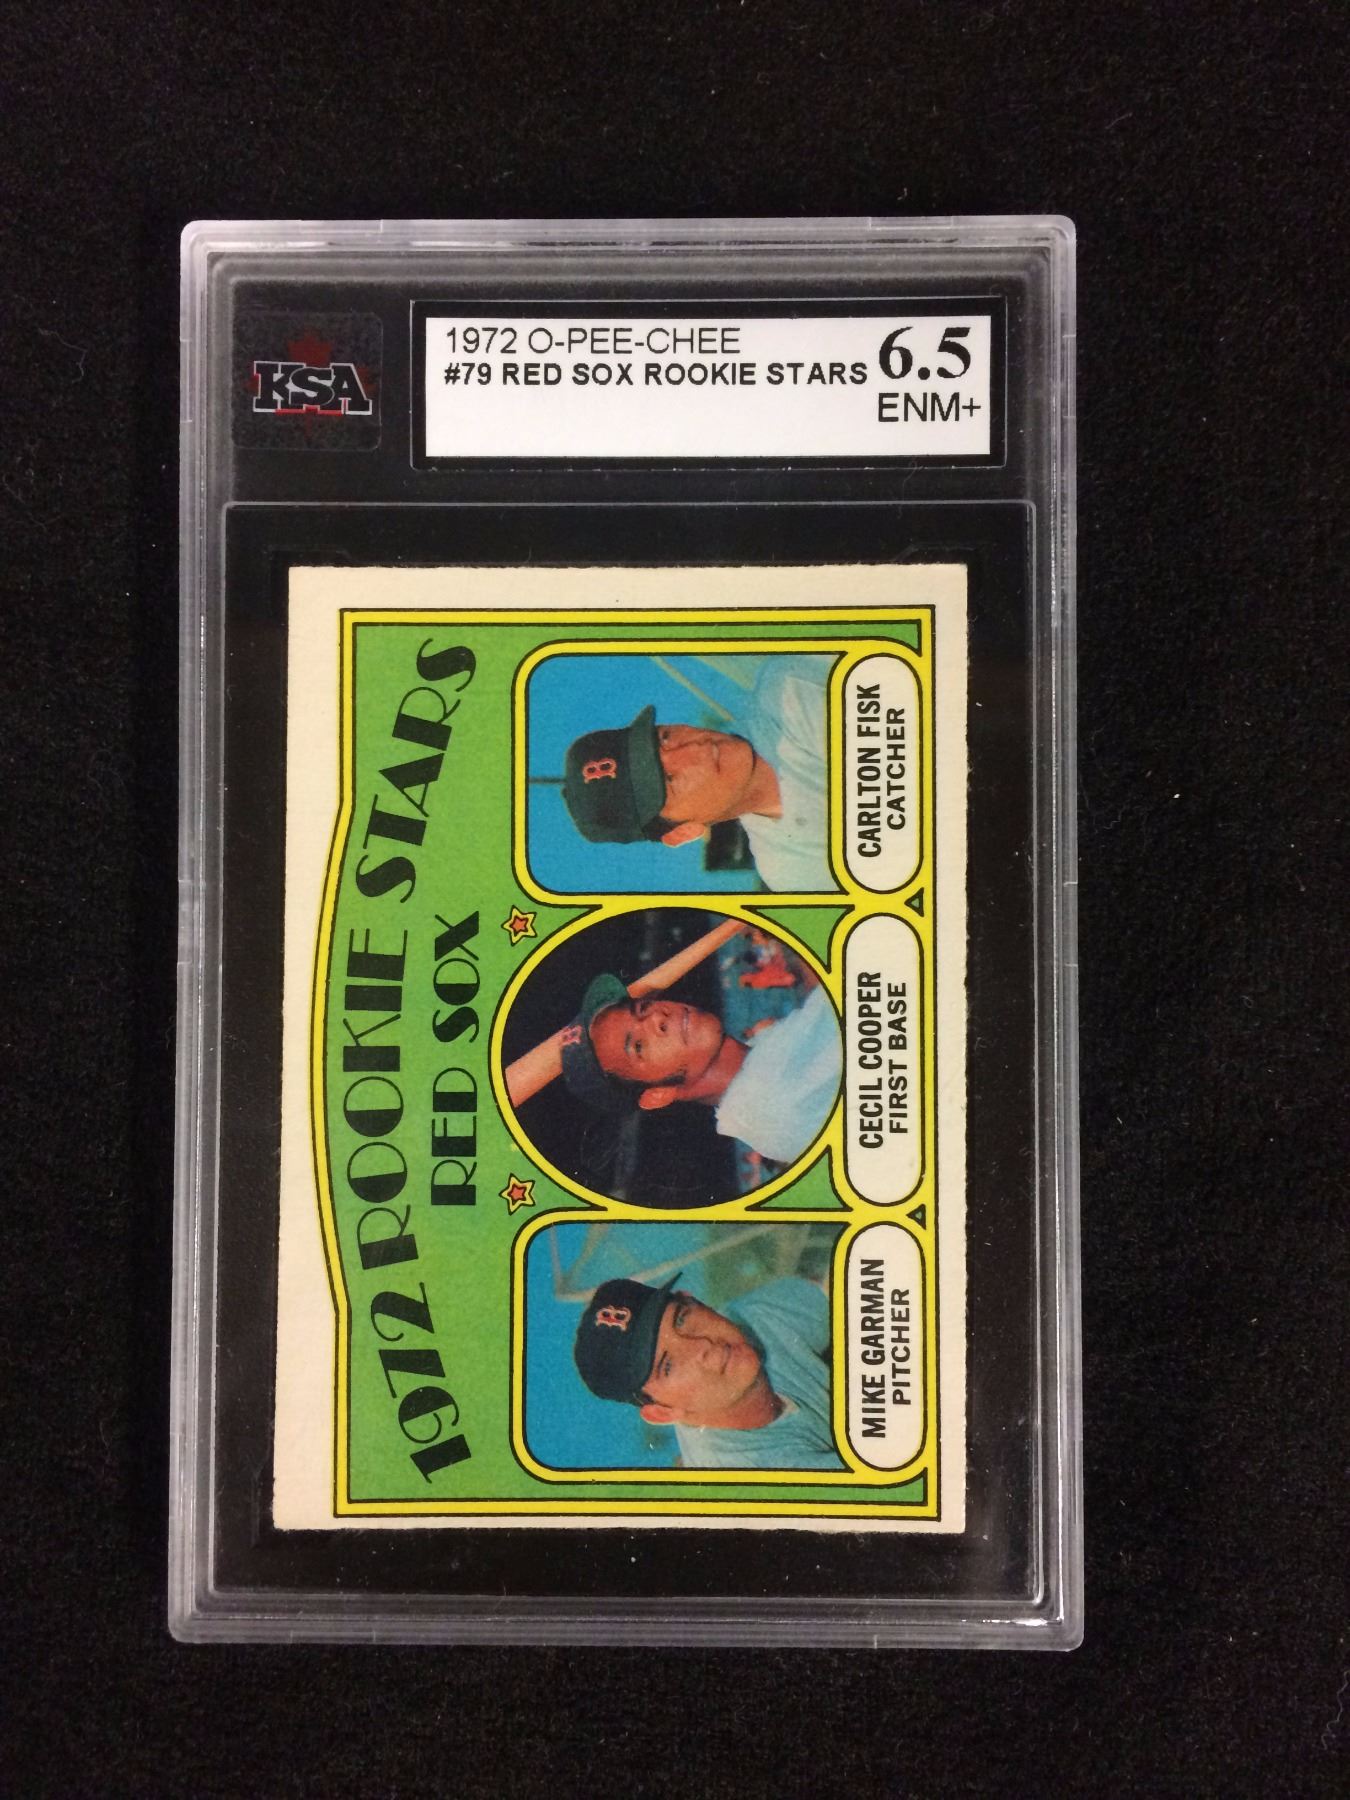 KSA
1972 O-PEE-CHEE
#79 RED SOX ROOKIE STARS
6.5
ENM+
1972 ROOKIE STARS
RED SOX
B
B
B
MIKE GARMAN
PITCHER
CECIL COOPER
FIRST BASE
CARLTON FISK
CATCHER